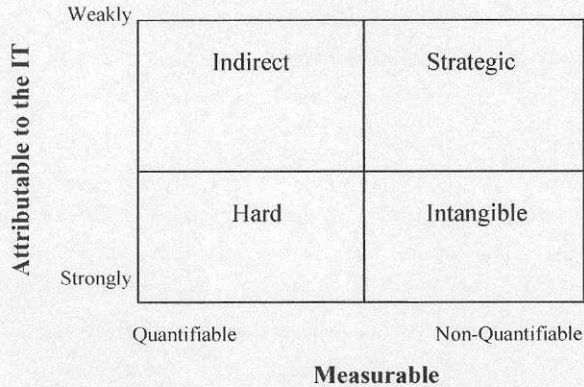 Weakly
Indirect
Strategic
Attributable to the IT
Hard
Intangible
Strongly
Quantifiable
Non-Quantifiable
Measurable